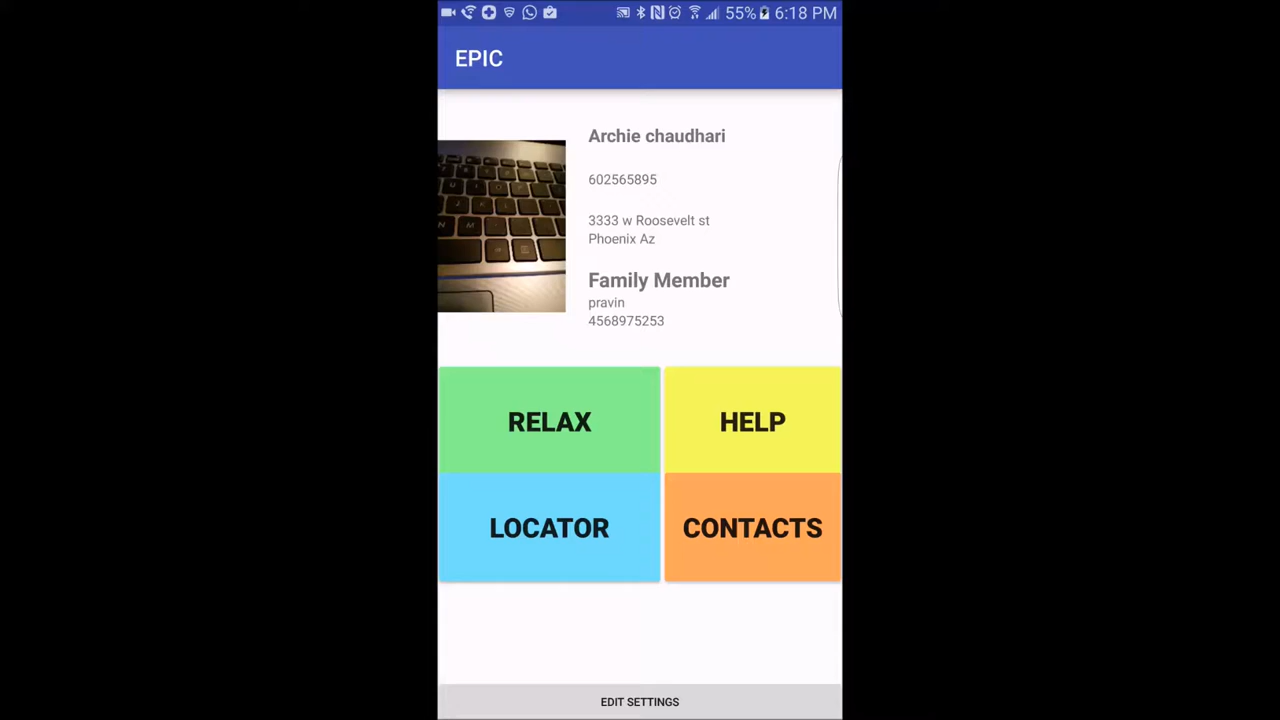 55% 6:18 PM
EPIC
Archie chaudhari
602565895
3333 w Roosevelt st
Phoenix Az
Family Member
pravin
4568975253
RELAX
HELP
LOCATOR
CONTACTS
EDIT SETTINGS